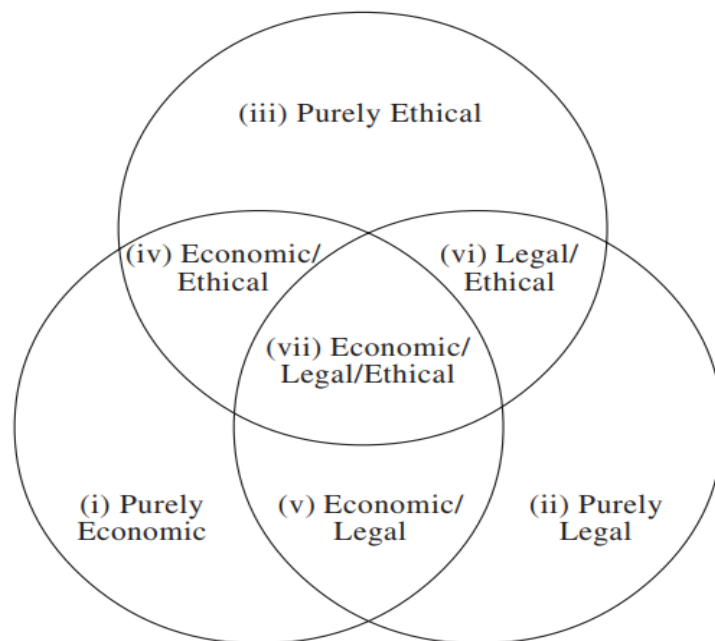 (iii) Purely Ethical
(iv) Economic/
Ethical
(vi) Legal/
Ethical
(vii) Economic/
Legal/Ethical
(i) Purely
Economic
(v) Economic/
Legal
(ii) Purely
Legal